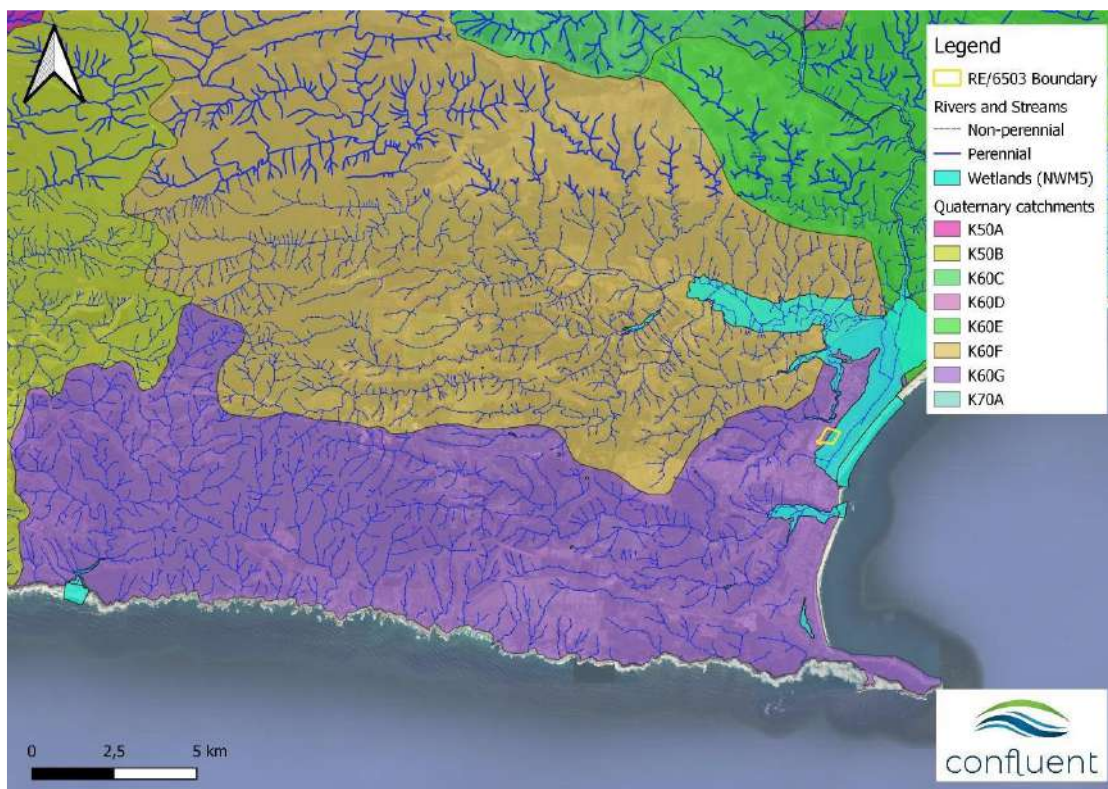 Legend
RE/6503 Boundary
Rivers and Streams
Non-perennial
Perennial
Wetlands (NWM5)
Quaternary catchments
K50A
K50B
K60C
K60D
K60E
K60F
K60G
K70A
0 2,5 5 km
confluent